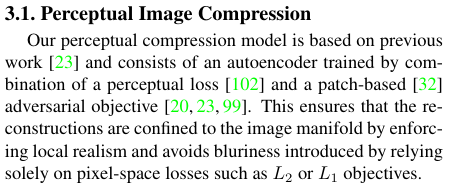 3.1. Perceptual Image Compression
Our perceptual compression model is based on previous
work [23] and consists of an autoencoder trained by com-
bination of a perceptual loss [102] and a patch-based [32]
adversarial objective [20, 23, 99]. This ensures that the re-
constructions are confined to the image manifold by enforc-
ing local realism and avoids bluriness introduced by relying
solely on pixel-space losses such as L2 or L1 objectives.